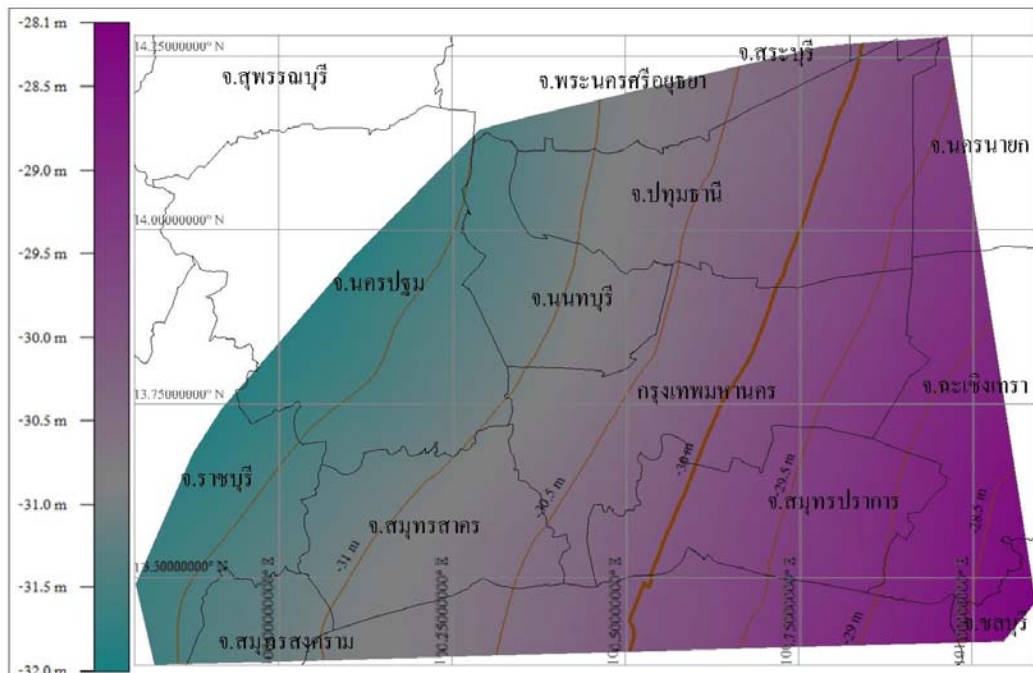 -28.1 m
-28.5 m
-29.0 m
-29.5 m
-30.0 m
-30.5 m
-31.0 m
-31.5 m
-32.0 m
14.25000000° N
14.00000000° N
13.75000000° N
13.50000000° N
จ.สุพรรณบุรี
จ.พระนครศรีอยุธยา
จ.สระบุรี
จ.นครนายก
จ.ปทุมธานี
จ.นครปฐม
จ.นนทบุรี
กรุงเทพมหานคร
จ.ฉะเชิงเทรา
จ.ราชบุรี
จ.สมุทรสาคร
จ.สมุทรปราการ
จ.สมุทรสงคราม
จ.ชลบุรี
-31 m
-30.5 m
-30 m
-29.5 m
-29 m
-28.5 m
100.25000000° E
100.50000000° E
100.75000000° E